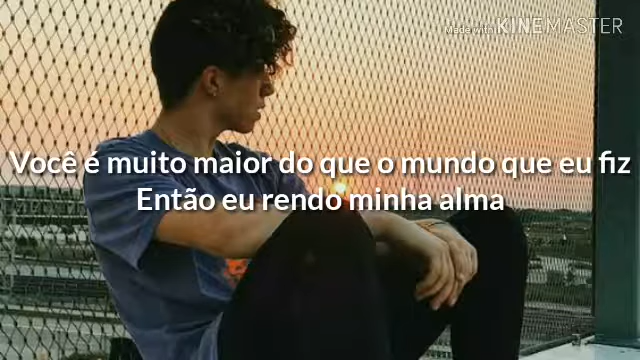 Made with KINEMASTER
Você é muito maior do que o mundo que eu fiz
Então eu rendo minha alma